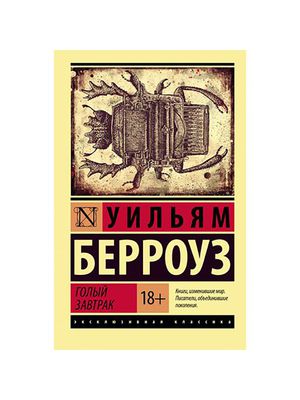 УИЛЬЯМ
БЕРРОУЗ
ГОЛЫЙ
ЗАВТРАК
18+
Книги, изменившие мир.
Писатели, объединившие
поколения.
ЭКСКЛЮЗИВНАЯ КЛАССИКА